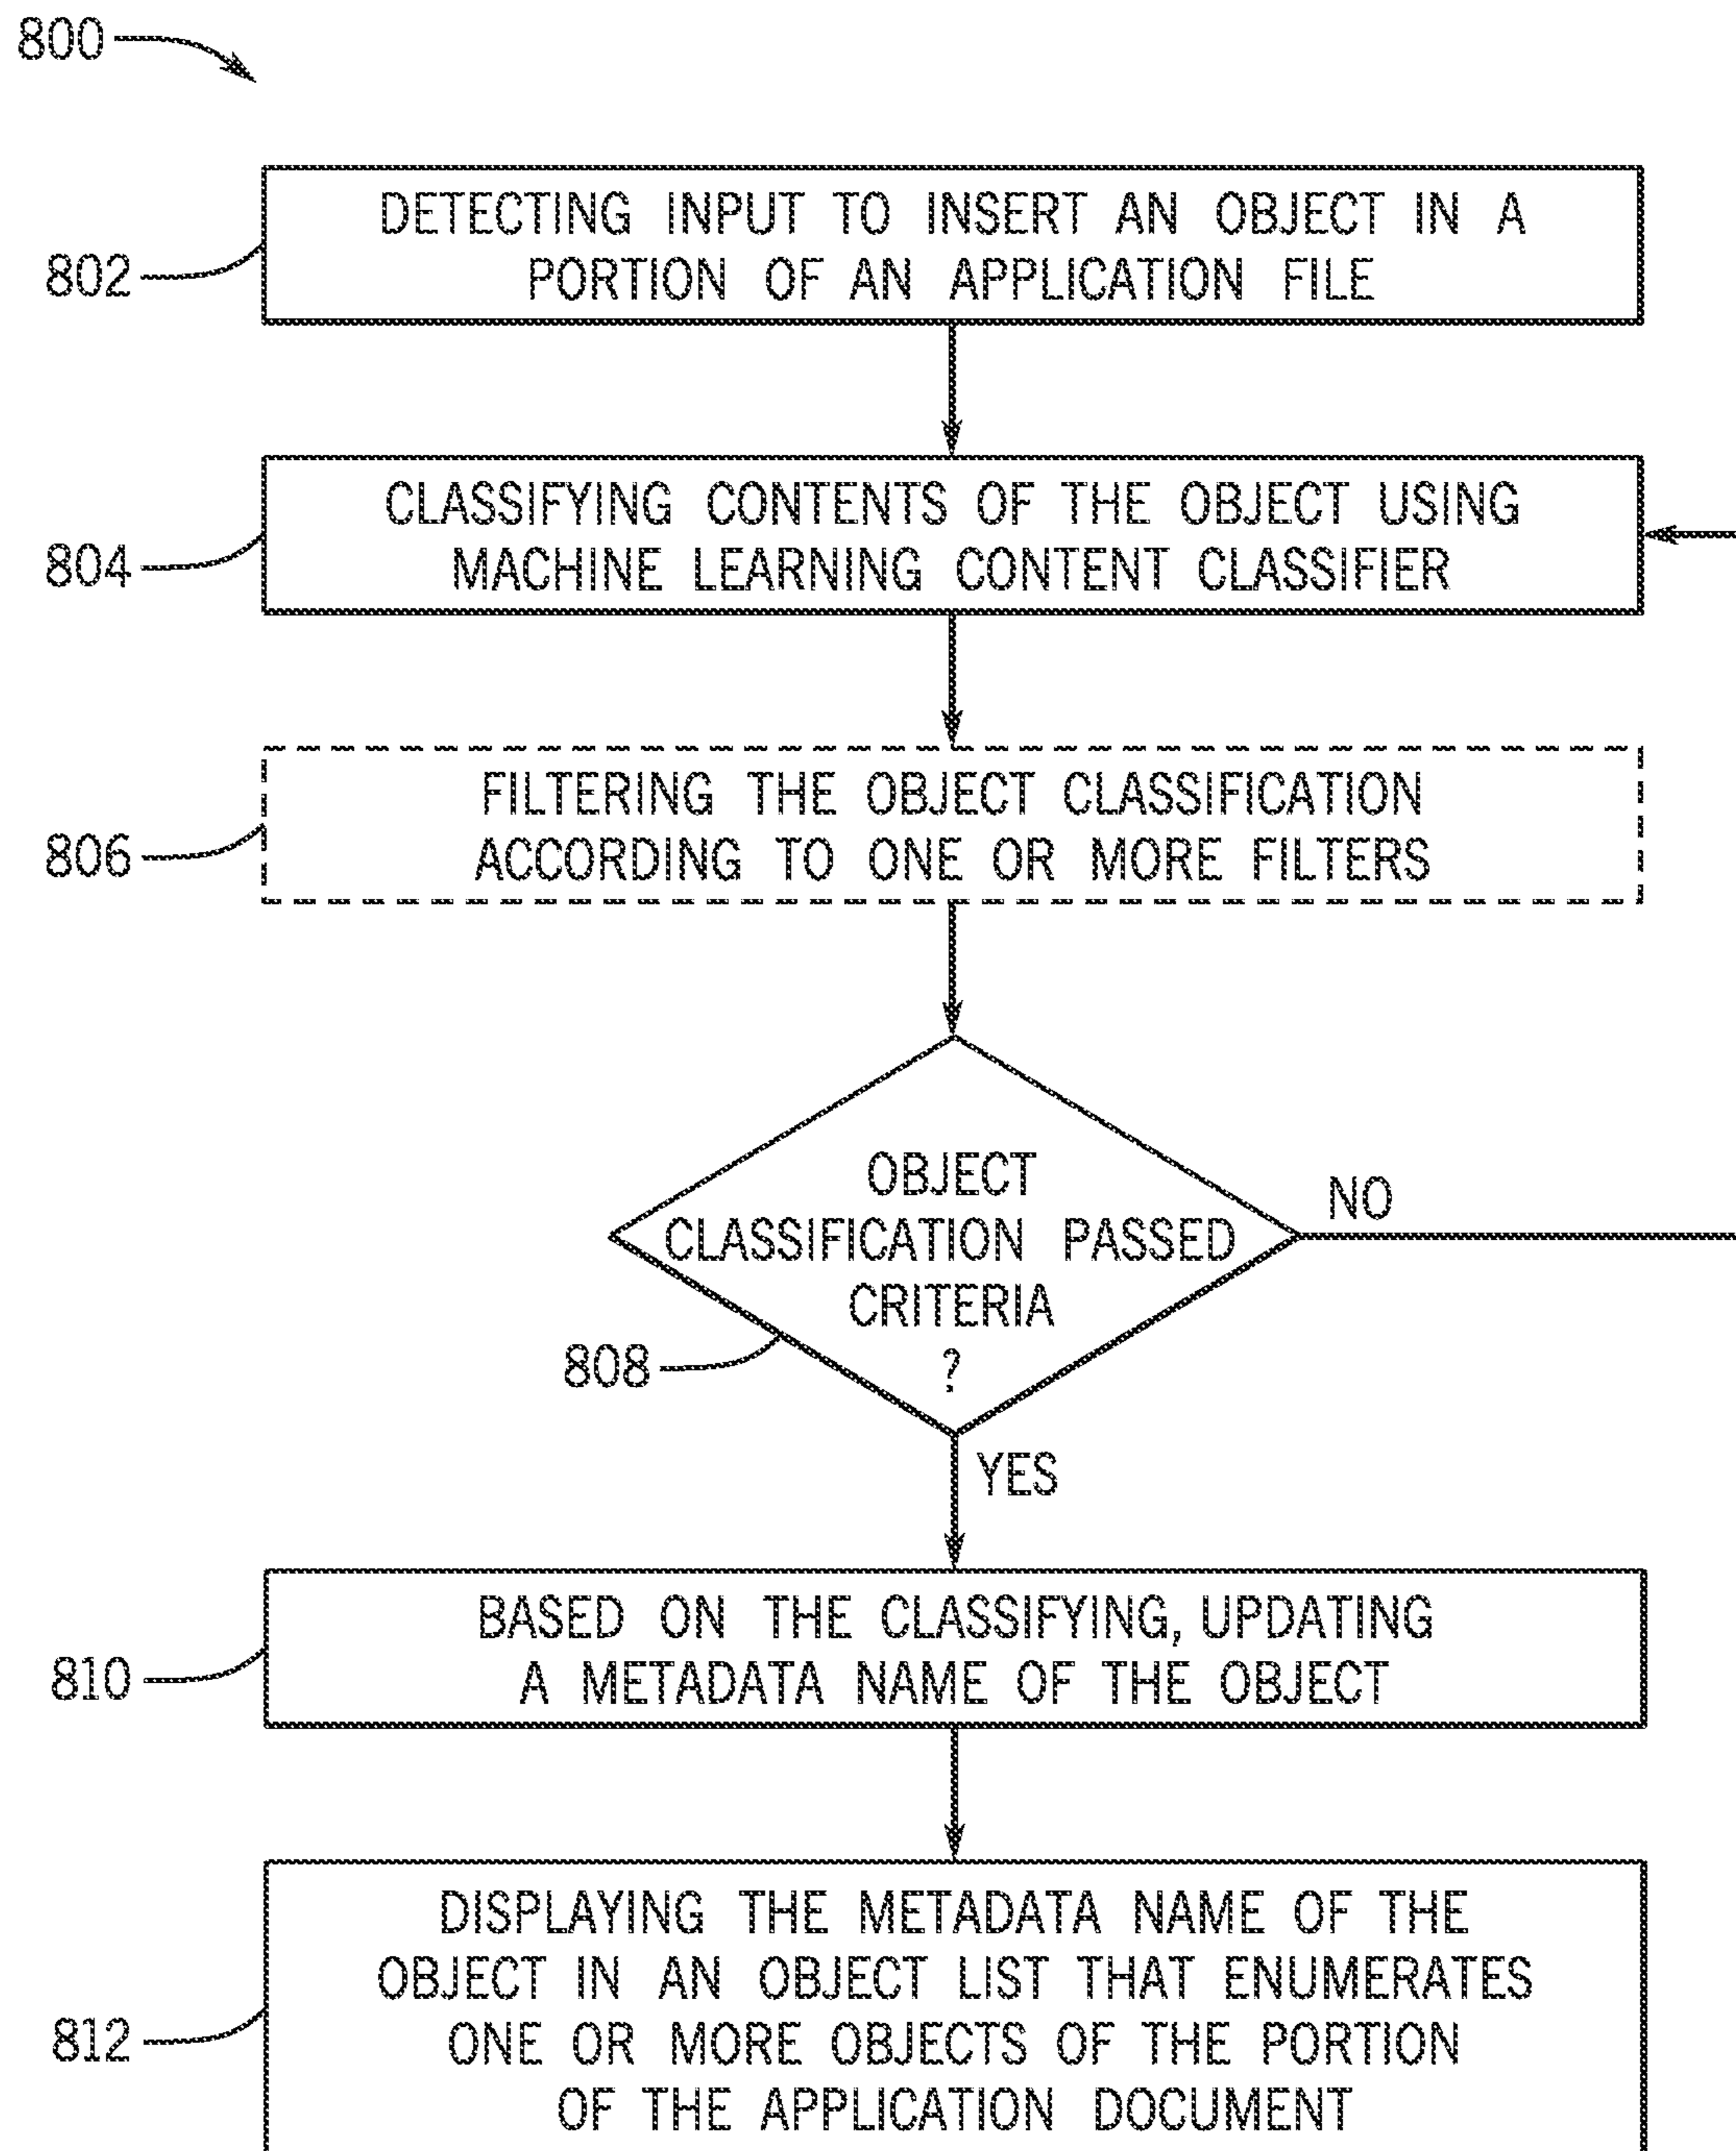 800
DETECTING INPUT TO INSERT AN OBJECT IN A
PORTION OF AN APPLICATION FILE
802
CLASSIFYING CONTENTS OF THE OBJECT USING
MACHINE LEARNING CONTENT CLASSIFIER
804
FILTERING THE OBJECT CLASSIFICATION
ACCORDING TO ONE OR MORE FILTERS
806
OBJECT
CLASSIFICATION PASSED
CRITERIA
?
NO
808
YES
BASED ON THE CLASSIFYING, UPDATING
A METADATA NAME OF THE OBJECT
810
DISPLAYING THE METADATA NAME OF THE
OBJECT IN AN OBJECT LIST THAT ENUMERATES
ONE OR MORE OBJECTS OF THE PORTION
OF THE APPLICATION DOCUMENT
812